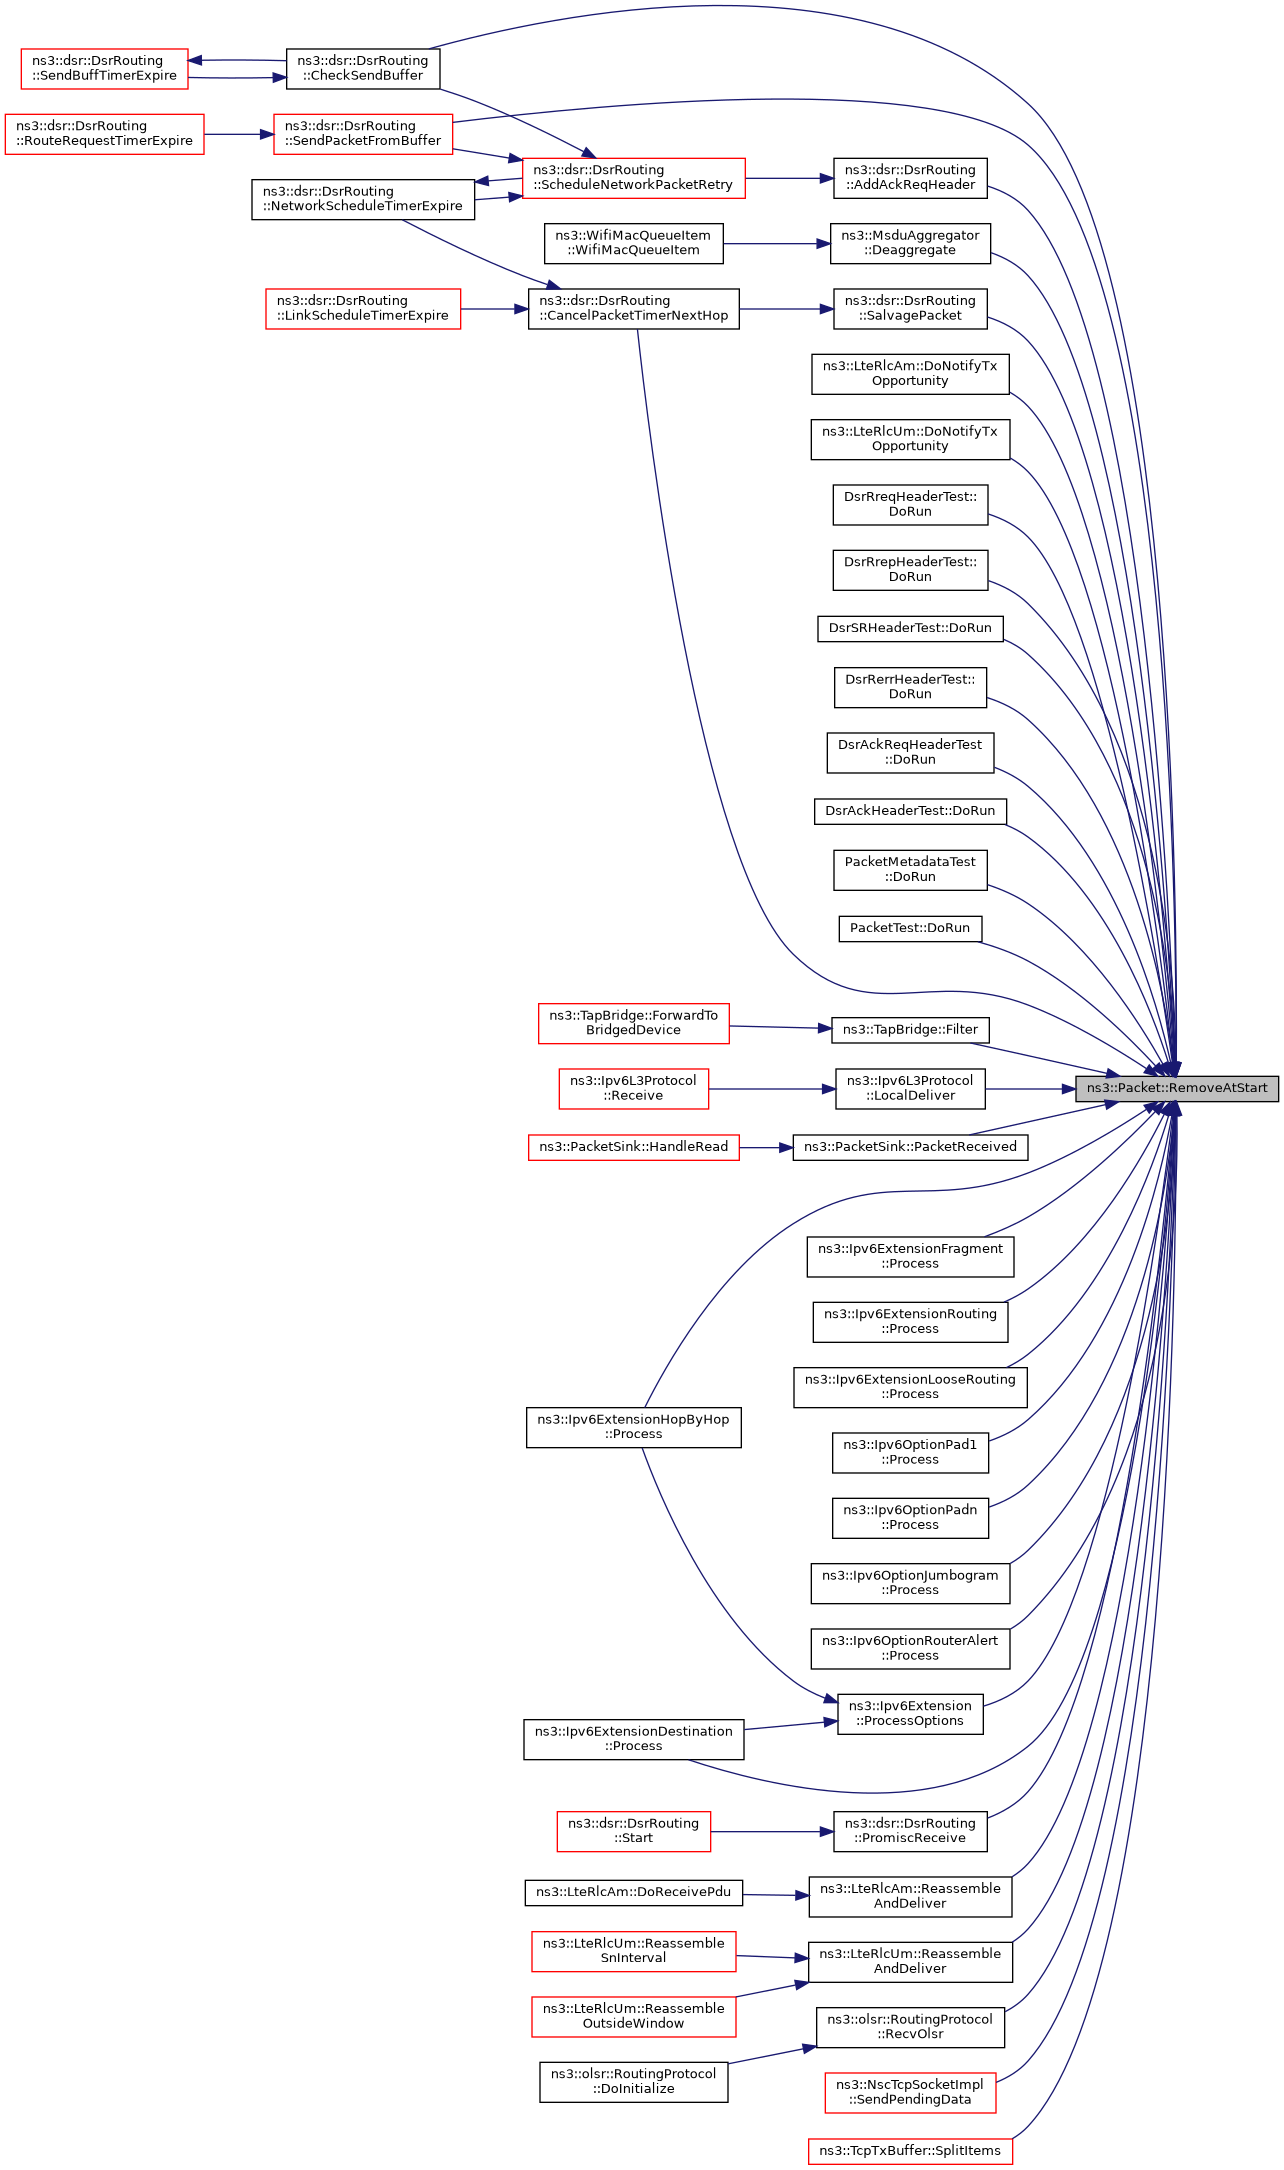 ns3::dsr::DsrRouting
::SendBuffTimerExpire
ns3::dsr::DsrRouting
::CheckSendBuffer
ns3::dsr::DsrRouting
::RouteRequestTimerExpire
ns3::dsr::DsrRouting
::SendPacketFromBuffer
ns3::dsr::DsrRouting
::NetworkScheduleTimerExpire
ns3::dsr::DsrRouting
::ScheduleNetworkPacketRetry
ns3::dsr::DsrRouting
::AddAckReqHeader
ns3::WifiMacQueueItem
::WifiMacQueueItem
ns3::MsduAggregator
::Deaggregate
ns3::dsr::DsrRouting
::LinkScheduleTimerExpire
ns3::dsr::DsrRouting
::CancelPacketTimerNextHop
ns3::dsr::DsrRouting
::SalvagePacket
ns3::LteRlcAm::DoNotifyTx
Opportunity
ns3::LteRlcUm::DoNotifyTx
Opportunity
DsrRreqHeaderTest::
DoRun
DsrRrepHeaderTest::
DoRun
DsrSRHeaderTest::DoRun
DsrRerrHeaderTest::
DoRun
DsrAckReqHeaderTest
::DoRun
DsrAckHeaderTest::DoRun
PacketMetadataTest
::DoRun
PacketTest::DoRun
ns3::TapBridge::ForwardTo
BridgedDevice
ns3::TapBridge::Filter
ns3::Ipv6L3Protocol
::Receive
ns3::Ipv6L3Protocol
::LocalDeliver
ns3::Packet::RemoveAtStart
ns3::PacketSink::HandleRead
ns3::PacketSink::PacketReceived
ns3::Ipv6ExtensionFragment
::Process
ns3::Ipv6ExtensionRouting
::Process
ns3::Ipv6ExtensionLooseRouting
::Process
ns3::Ipv6ExtensionHopByHop
::Process
ns3::Ipv6OptionPad1
::Process
ns3::Ipv6OptionPadn
::Process
ns3::Ipv6OptionJumbogram
::Process
ns3::Ipv6OptionRouterAlert
::Process
ns3::Ipv6Extension
::ProcessOptions
ns3::Ipv6ExtensionDestination
::Process
ns3::dsr::DsrRouting
::Start
ns3::dsr::DsrRouting
::PromiscReceive
ns3::LteRlcAm::DoReceivePdu
ns3::LteRlcAm::Reassemble
AndDeliver
ns3::LteRlcUm::Reassemble
SnInterval
ns3::LteRlcUm::Reassemble
AndDeliver
ns3::LteRlcUm::Reassemble
OutsideWindow
ns3::olsr::RoutingProtocol
::RecvOlsr
ns3::olsr::RoutingProtocol
::DoInitialize
ns3::NscTcpSocketImpl
::SendPendingData
ns3::TcpTxBuffer::SplitItems